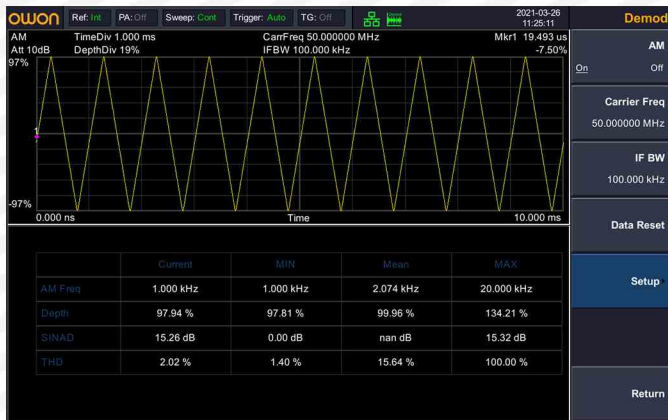 OWON Ref: Int PA:Off Sweep: Cont Trigger: Auto TG: Off Demod 2021-03-26
11:25:11
Demod
AM TimeDiv 1.000 ms CarrFreq 50.000000 MHz Mkr1 19.493 us
Att 10dB DepthDiv 19% IFBW 100.000 kHz -7.50%
97%
1
-97%
0.000 ns Time 10.000 ms
Current MIN Mean MAX
AM Freq 1.000 kHz 1.000 kHz 2.074 kHz 20.000 kHz
Depth 97.94 % 97.81 % 99.96 % 134.21 %
SINAD 15.26 dB 0.00 dB nan dB 15.32 dB
THD 2.02 % 1.40 % 15.64 % 100.00 %
AM
On Off
Carrier Freq
50.000000 MHz
IF BW
100.000 kHz
Data Reset
Setup
Return